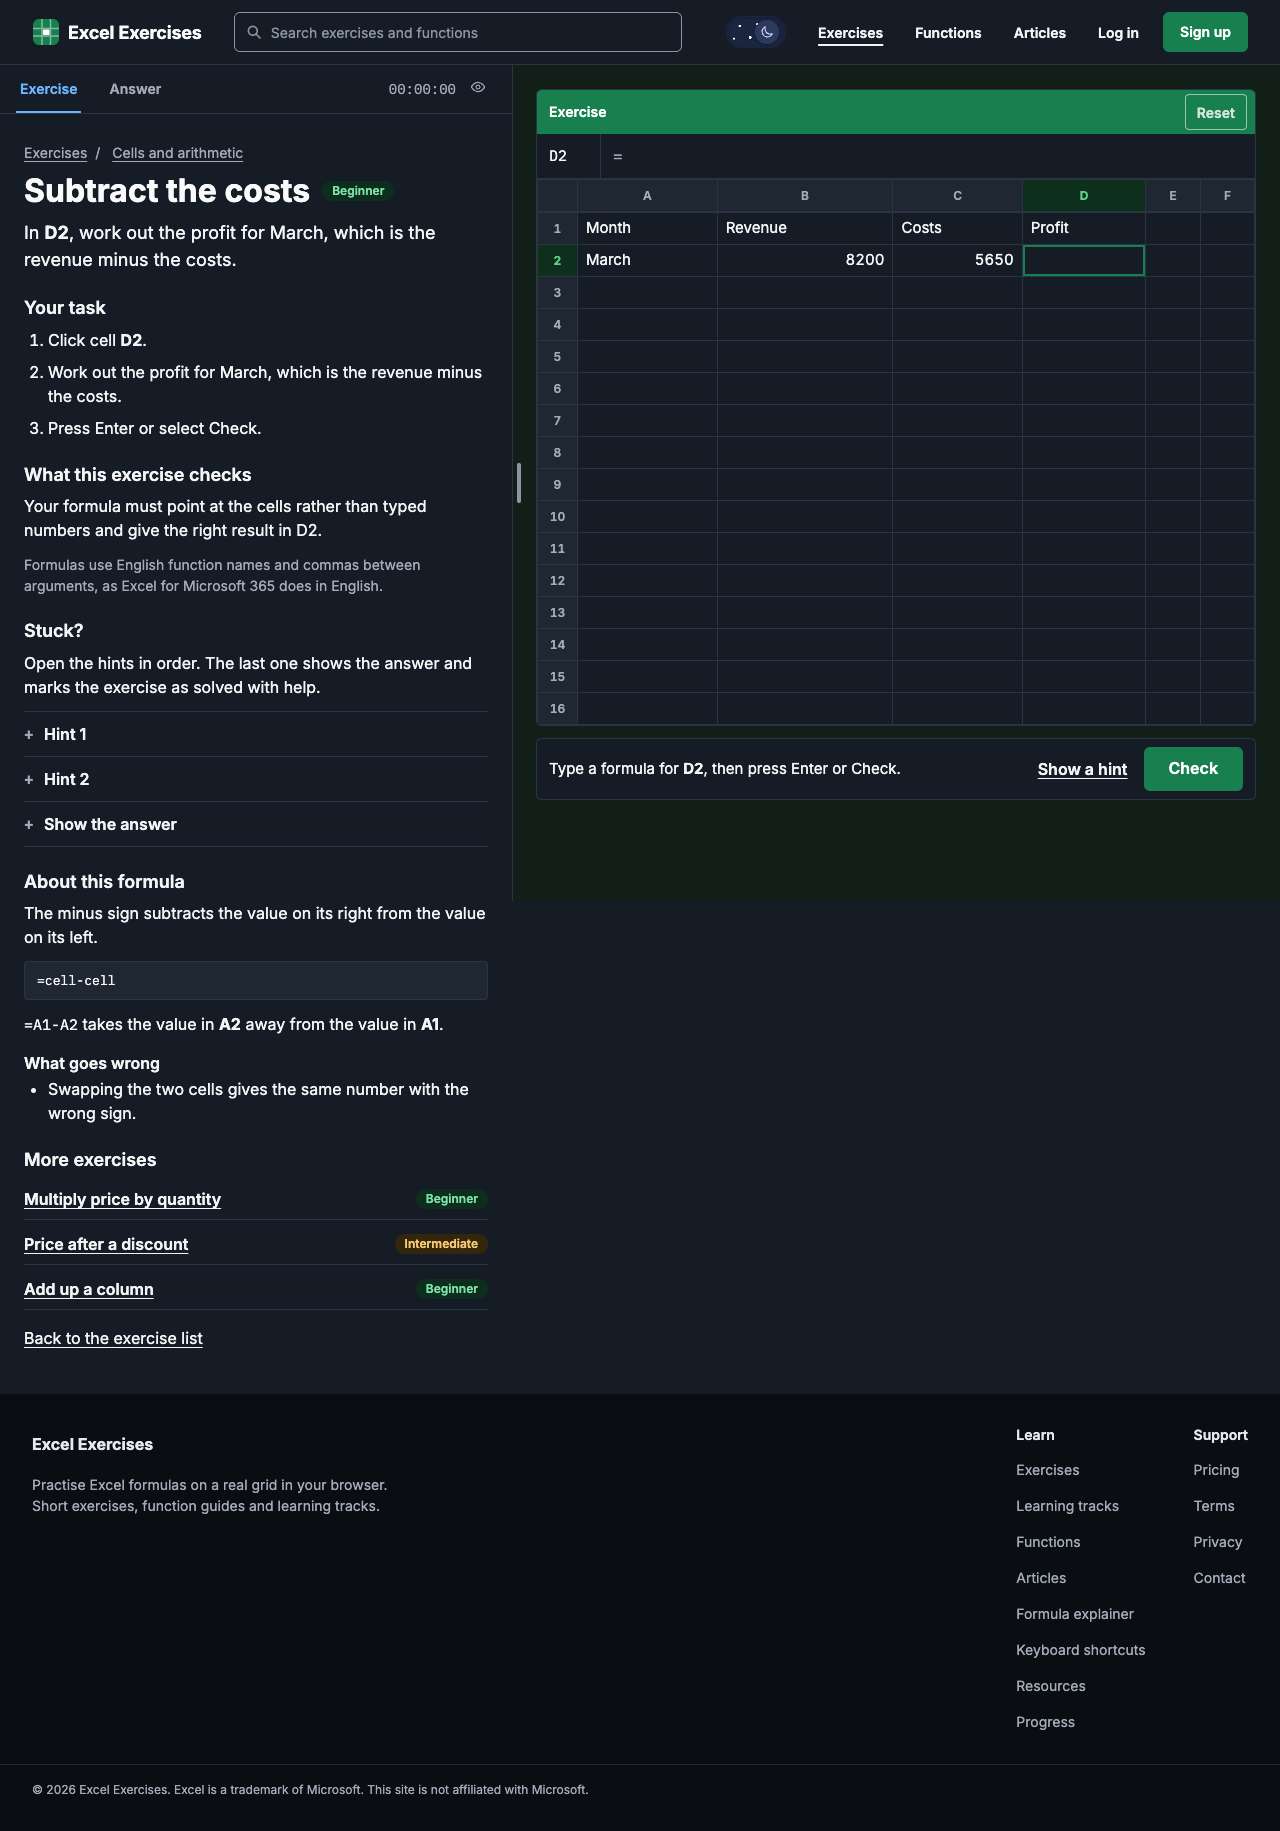 Excel Exercises
Search exercises and functions
Exercises
Functions
Articles
Log in
Sign up
Exercise
Answer
00:00:00
Exercises / Cells and arithmetic
Subtract the costs
Beginner
In D2, work out the profit for March, which is the
revenue minus the costs.
Your task
1. Click cell D2.
2. Work out the profit for March, which is the revenue minus
the costs.
3. Press Enter or select Check.
What this exercise checks
Your formula must point at the cells rather than typed
numbers and give the right result in D2.
Formulas use English function names and commas between
arguments, as Excel for Microsoft 365 does in English.
Stuck?
Open the hints in order. The last one shows the answer and
marks the exercise as solved with help.
+ Hint 1
+ Hint 2
+ Show the answer
About this formula
The minus sign subtracts the value on its right from the value
on its left.
=cell-cell
=A1-A2 takes the value in A2 away from the value in A1.
What goes wrong
• Swapping the two cells gives the same number with the
wrong sign.
More exercises
Multiply price by quantity Beginner
Price after a discount Intermediate
Add up a column Beginner
Back to the exercise list
Exercise
Reset
D2 =
A B C D E F
1 Month Revenue Costs Profit
2 March 8200 5650
3
4
5
6
7
8
9
10
11
12
13
14
15
16
Type a formula for D2, then press Enter or Check.
Show a hint
Check
Excel Exercises
Practise Excel formulas on a real grid in your browser.
Short exercises, function guides and learning tracks.
Learn
Exercises
Learning tracks
Functions
Articles
Formula explainer
Keyboard shortcuts
Resources
Progress
Support
Pricing
Terms
Privacy
Contact
© 2026 Excel Exercises. Excel is a trademark of Microsoft. This site is not affiliated with Microsoft.